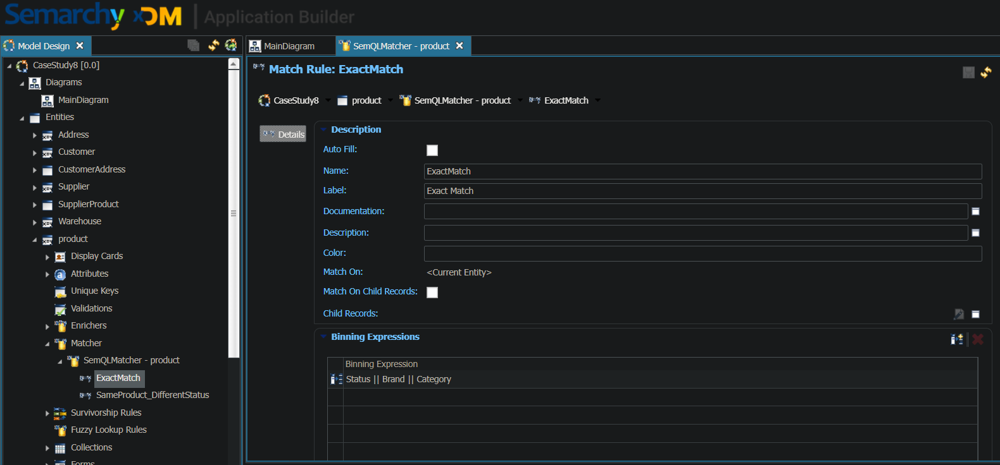 Semarchy xDM | Application Builder
Model Design
MainDiagram
SemQLMatcher - product
CaseStudy8 [0.0]
Diagrams
MainDiagram
Entities
Address
Customer
CustomerAddress
Supplier
SupplierProduct
Warehouse
product
Display Cards
Attributes
Unique Keys
Validations
Enrichers
Matcher
SemQLMatcher - product
ExactMatch
SameProduct_DifferentStatus
Survivorship Rules
Fuzzy Lookup Rules
Collections
Forms
Match Rule: ExactMatch
CaseStudy8 product SemQLMatcher - product ExactMatch
Details
Description
Auto Fill:
Name: ExactMatch
Label: Exact Match
Documentation:
Description:
Color:
Match On: <Current Entity>
Match On Child Records:
Child Records:
Binning Expressions
Binning Expression
Status || Brand || Category